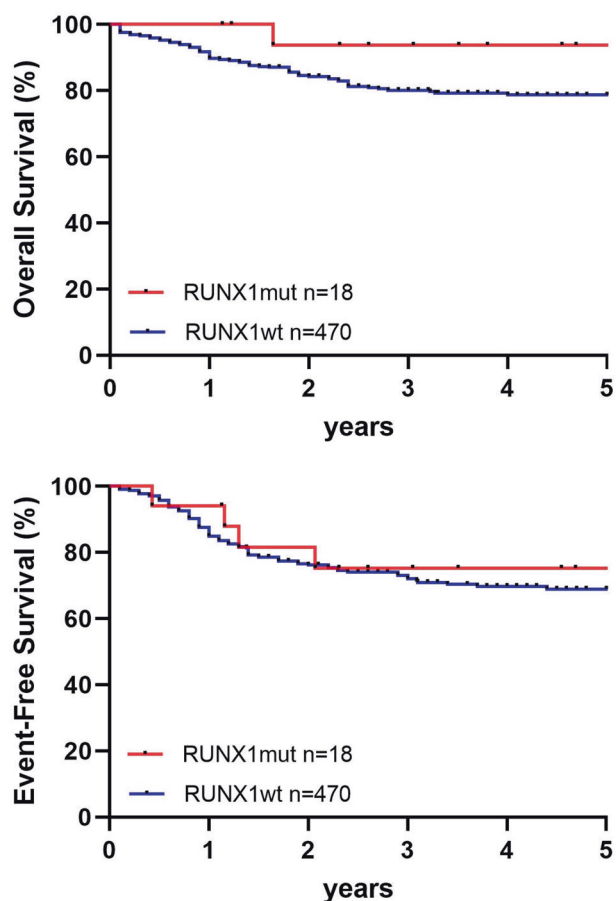 Overall Survival (%)
100
80
60
40
20
0
RUNX1mut n=18
RUNX1wt n=470
0 1 2 3 4 5
years
Event-Free Survival (%)
100
80
60
40
20
0
RUNX1mut n=18
RUNX1wt n=470
0 1 2 3 4 5
years